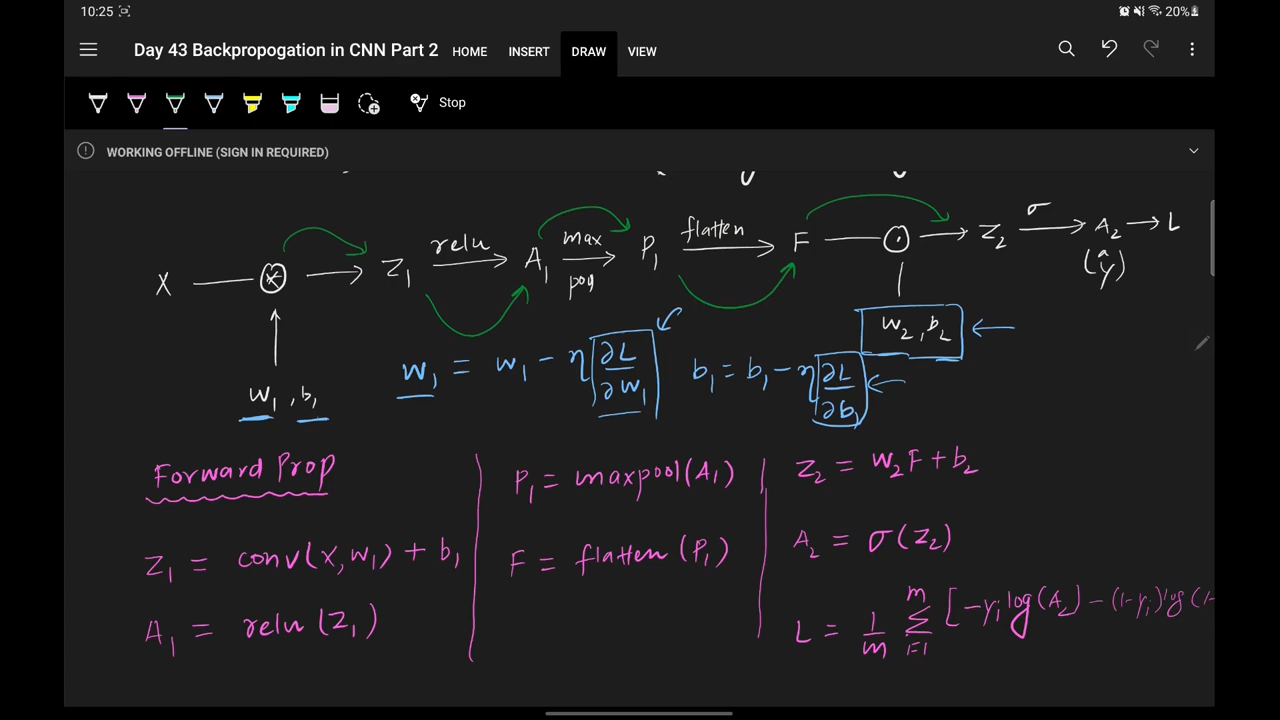 10:25 20%
Day 43 Backpropogation in CNN Part 2 HOME INSERT DRAW VIEW
Stop
WORKING OFFLINE (SIGN IN REQUIRED)
X ⊛ → Z₁ relu → A₁ max pog → P₁ flatten → F ⊙ → Z₂ σ → A₂ → L
(ŷ)
W₂, b₂
W₁, b₁
W₁ = W₁ - η ∂L/∂W₁ b₁ = b₁ - η ∂L/∂b₁
Forward Prop
Z₁ = conv(X, W₁) + b₁
A₁ = relu(Z₁)
P₁ = maxpool(A₁)
F = flatten(P₁)
Z₂ = W₂F + b₂
A₂ = σ(Z₂)
L = 1/m Σ m i=1 [-yᵢ log(A₂) - (1-yᵢ) log(1-